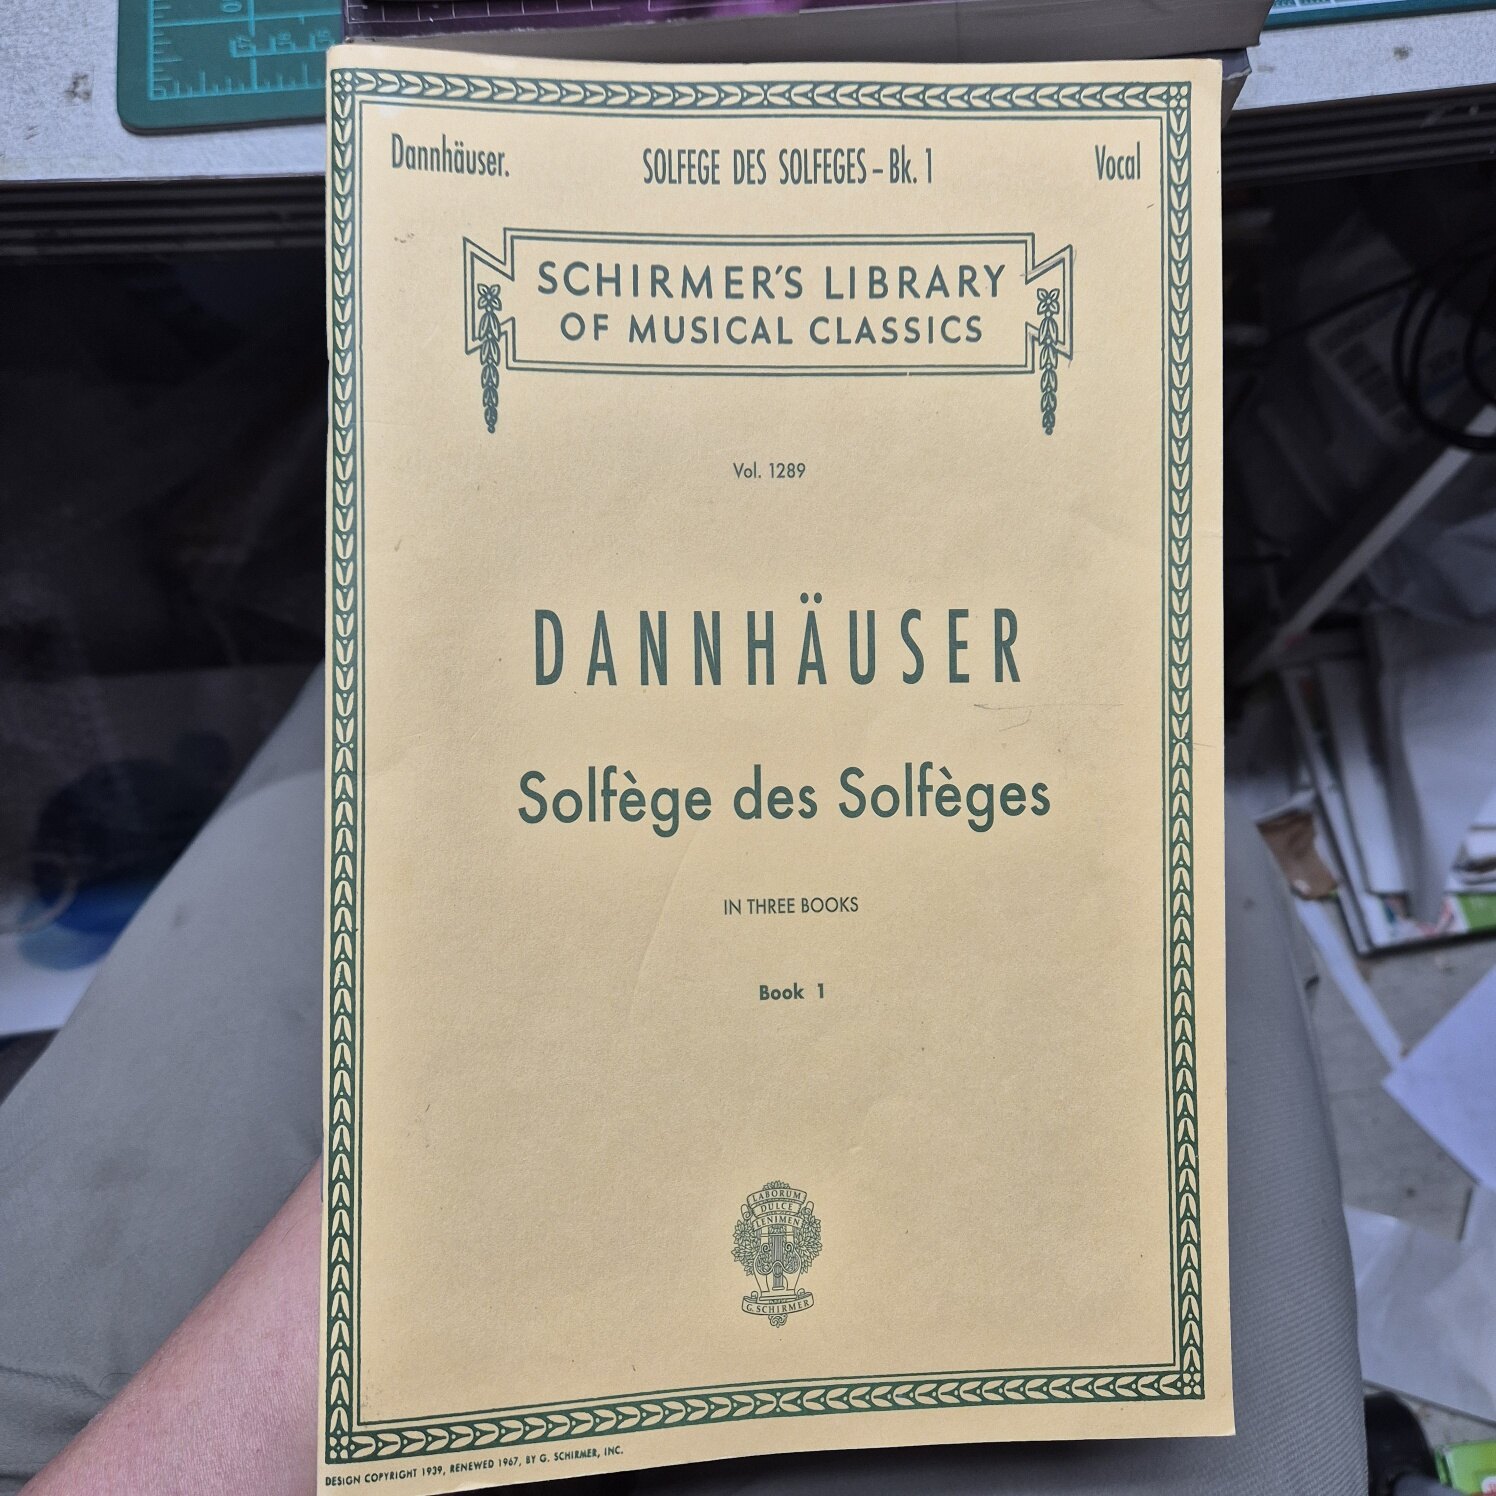 Dannhäuser.
SOLFEGE DES SOLFEGES – Bk. 1
Vocal
SCHIRMER'S LIBRARY
OF MUSICAL CLASSICS
Vol. 1289
DANNHÄUSER
Solfège des Solfèges
IN THREE BOOKS
Book 1
LABORUM
DULCE
LENIMEN
G. SCHIRMER
DESIGN COPYRIGHT 1939, RENEWED 1967, BY G. SCHIRMER, INC.